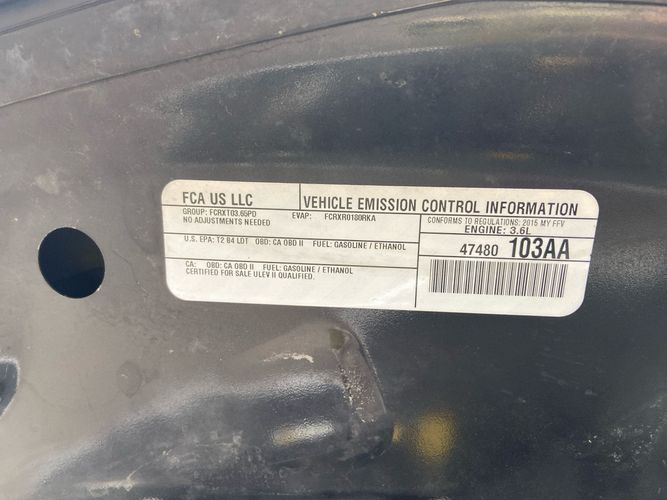 FCA US LLC
VEHICLE EMISSION CONTROL INFORMATION
GROUP: FCRXT03.65PD EVAP: FCRXR0180RKA
NO ADJUSTMENTS NEEDED
CONFORMS TO REGULATIONS: 2015 MY FFV
ENGINE: 3.6L
U.S. EPA: T2 B4 LDT OBD: CA OBD II FUEL: GASOLINE / ETHANOL
47480 103AA
CA: OBD: CA OBD II FUEL: GASOLINE / ETHANOL
CERTIFIED FOR SALE ULEV II QUALIFIED.